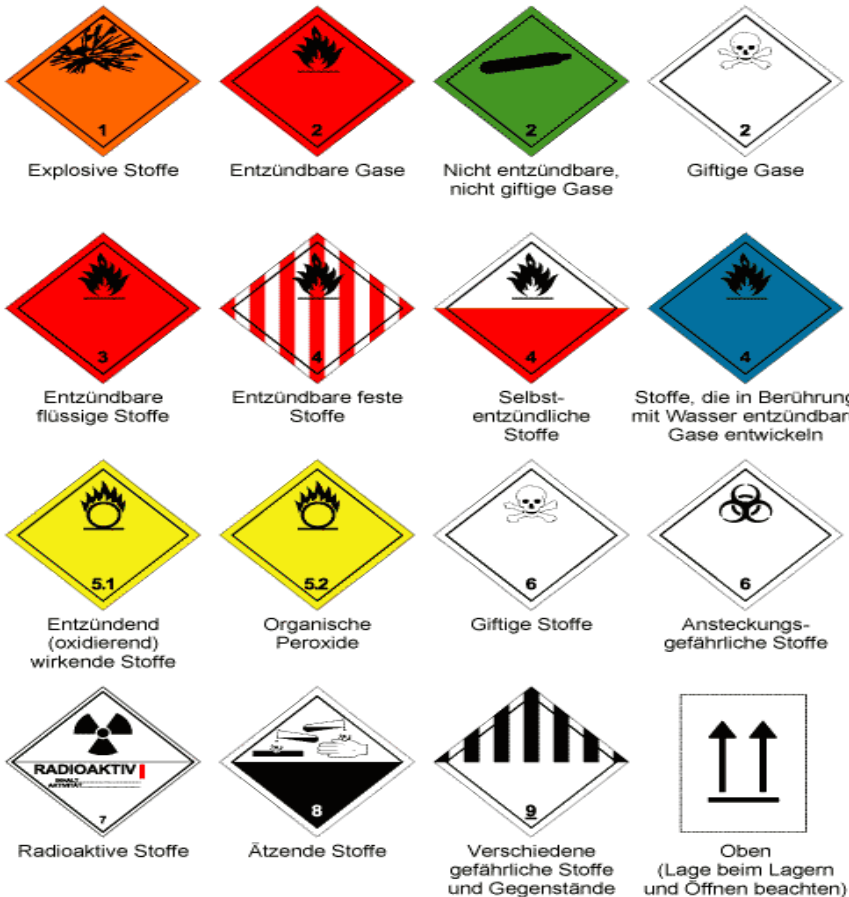 1
2
2
2
Explosive Stoffe
Entzündbare Gase
Nicht entzündbare,
nicht giftige Gase
Giftige Gase
3
4
4
4
Entzündbare
flüssige Stoffe
Entzündbare feste
Stoffe
Selbst-
entzündliche
Stoffe
Stoffe, die in Berührung
mit Wasser entzündbare
Gase entwickeln
5.1
5.2
6
6
Entzündend
(oxidierend)
wirkende Stoffe
Organische
Peroxide
Giftige Stoffe
Ansteckungs-
gefährliche Stoffe
RADIOAKTIV I
INHALT
AKTIVITÄT
7
8
9
Radioaktive Stoffe
Ätzende Stoffe
Verschiedene
gefährliche Stoffe
und Gegenstände
Oben
(Lage beim Lagern
und Öffnen beachten)